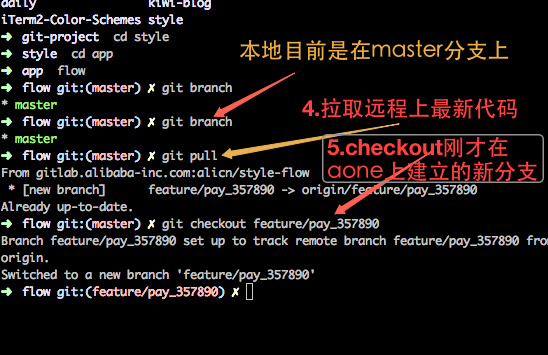 daily kiwi-blog
iTerm2-Color-Schemes style
➜ git-project cd style
➜ style cd app
➜ app flow
本地目前是在master分支上
➜ flow git:(master) ✗ git branch
* master
4.拉取远程上最新代码
➜ flow git:(master) ✗ git branch
* master
5.checkout刚才在
aone上建立的新分支
➜ flow git:(master) ✗ git pull
From gitlab.alibaba-inc.com:alicn/style-flow
* [new branch] feature/pay_357890 -> origin/feature/pay_357890
Already up-to-date.
➜ flow git:(master) ✗ git checkout feature/pay_357890
Branch feature/pay_357890 set up to track remote branch feature/pay_357890 from
origin.
Switched to a new branch 'feature/pay_357890'
➜ flow git:(feature/pay_357890) ✗